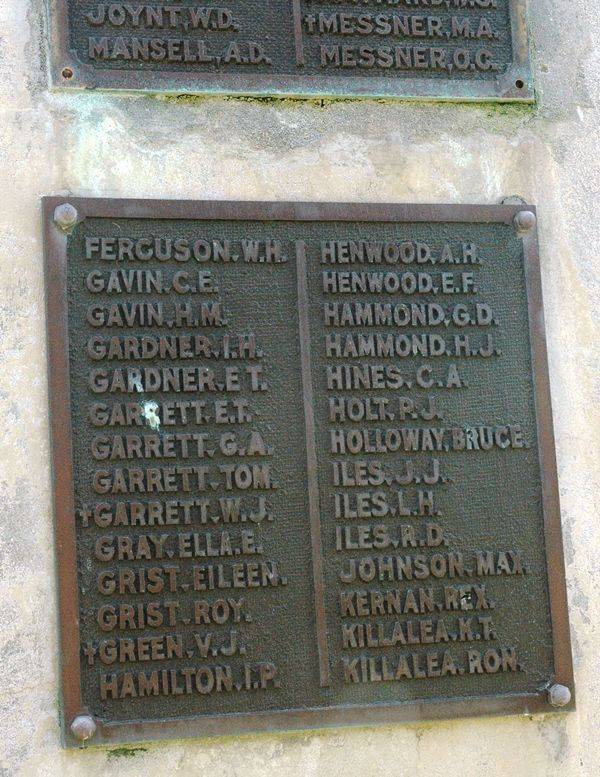 JOYNT, W.D.
MANSELL, A.D.
†MESSNER, M.A.
MESSNER, O.C.
FERGUSON, W.H.
GAVIN, C.E.
GAVIN, H.M.
GARDNER, I.H.
GARDNER, E.T.
GARRETT, E.T.
GARRETT, G.A.
GARRETT, TOM.
†GARRETT, W.J.
GRAY, ELLA E.
GRIST, EILEEN.
GRIST, ROY.
†GREEN, V.J.
HAMILTON, I.P.
HENWOOD, A.H.
HENWOOD, E.F.
HAMMOND, G.D.
HAMMOND, H.J.
HINES, C.A.
HOLT, P.J.
HOLLOWAY, BRUCE.
ILES, J.J.
ILES, L.H.
ILES, R.D.
JOHNSON, MAX.
KERNAN, REX.
KILLALEA, K.T.
KILLALEA, RON.